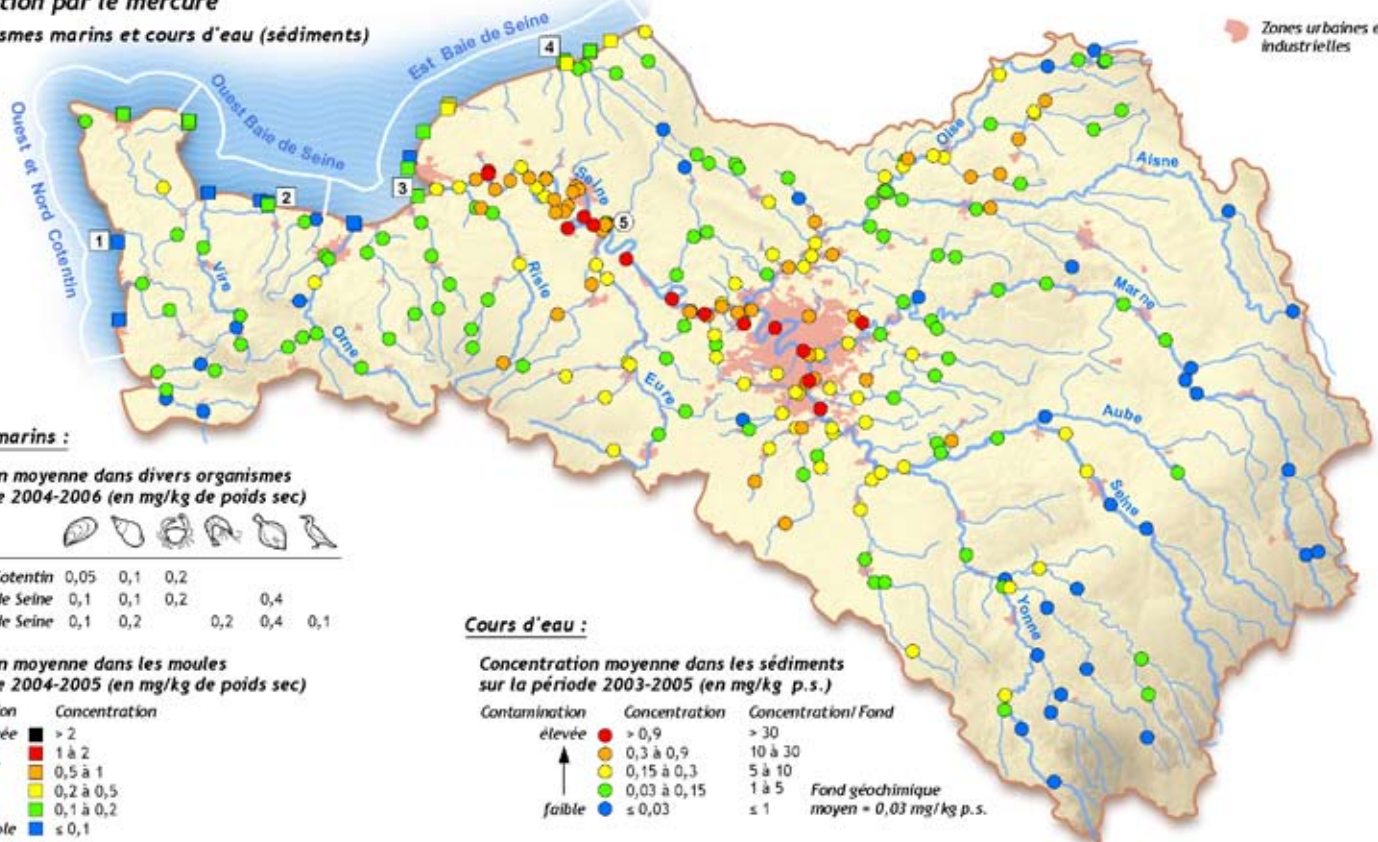 tion par le mercure
smes marins et cours d'eau (sédiments)
Zones urbaines e
industrielles
Est Baie de Seine
4
Ouest Baie de Seine
Ouest et Nord Cotentin
Oise
Aisne
Seine
3
2
5
1
Vire
Risle
Marne
Orne
Eure
Aube
Seine
Yonne
marins :
n moyenne dans divers organismes
e 2004-2006 (en mg/kg de poids sec)
Cotentin 0,05 0,1 0,2
de Seine 0,1 0,1 0,2 0,4
de Seine 0,1 0,2 0,2 0,4 0,1
n moyenne dans les moules
e 2004-2005 (en mg/kg de poids sec)
ion Concentration
ée > 2
1 à 2
0,5 à 1
0,2 à 0,5
0,1 à 0,2
ble ≤ 0,1
Cours d'eau :
Concentration moyenne dans les sédiments
sur la période 2003-2005 (en mg/kg p.s.)
Contamination Concentration Concentration/ Fond
élevée > 0,9 > 30
0,3 à 0,9 10 à 30
0,15 à 0,3 5 à 10
0,03 à 0,15 1 à 5 Fond géochimique
faible ≤ 0,03 ≤ 1 moyen = 0,03 mg/kg p.s.